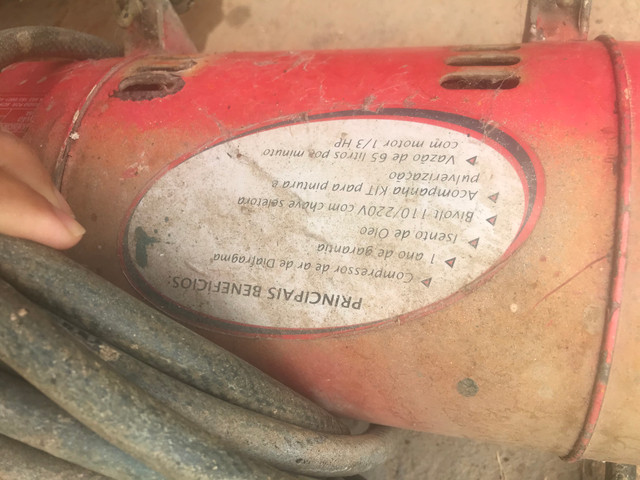 PRINCIPAIS BENEFÍCIOS:
Compressor de ar de Diafragma
1 ano de garantia
Isento de Óleo
Bivolt 110/220V com chave seletora
Acompanha KIT para pintura e
pulverização
Vazão de 65 litros por minuto
com motor 1/3 HP